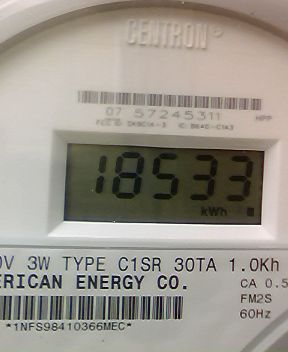 CENTRON®
07 57245311
HPP
18533
kWh
V 3W TYPE C1SR 30TA 1.0Kh
ERICAN ENERGY CO.
CA 0.5
FM2S
60Hz
*1NFS98410366MEC*